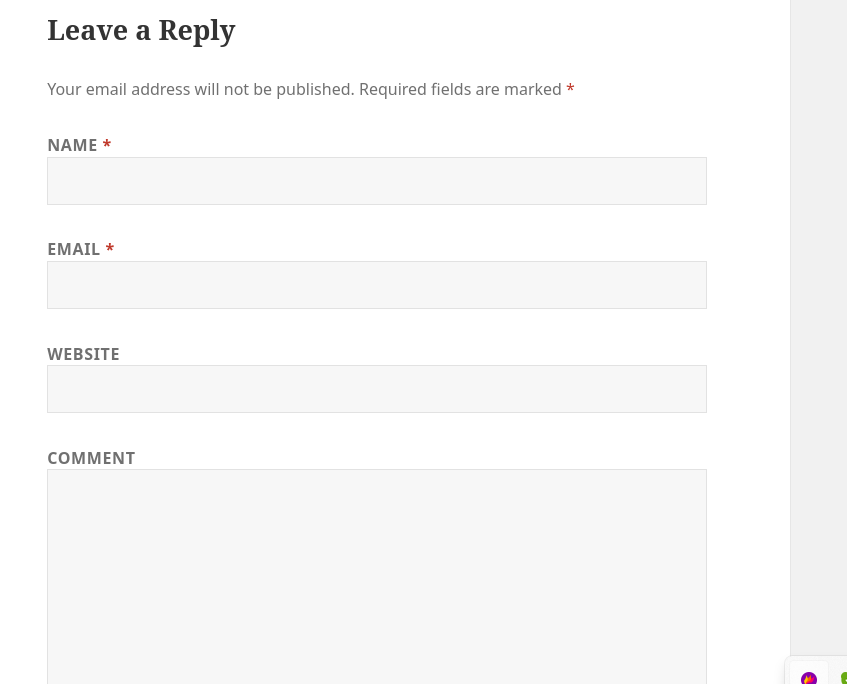 Leave a Reply
Your email address will not be published. Required fields are marked *
NAME *
EMAIL *
WEBSITE
COMMENT